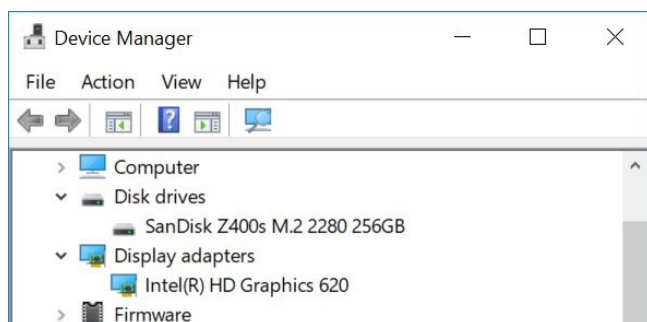 Device Manager
File Action View Help
Computer
Disk drives
SanDisk Z400s M.2 2280 256GB
Display adapters
Intel(R) HD Graphics 620
Firmware